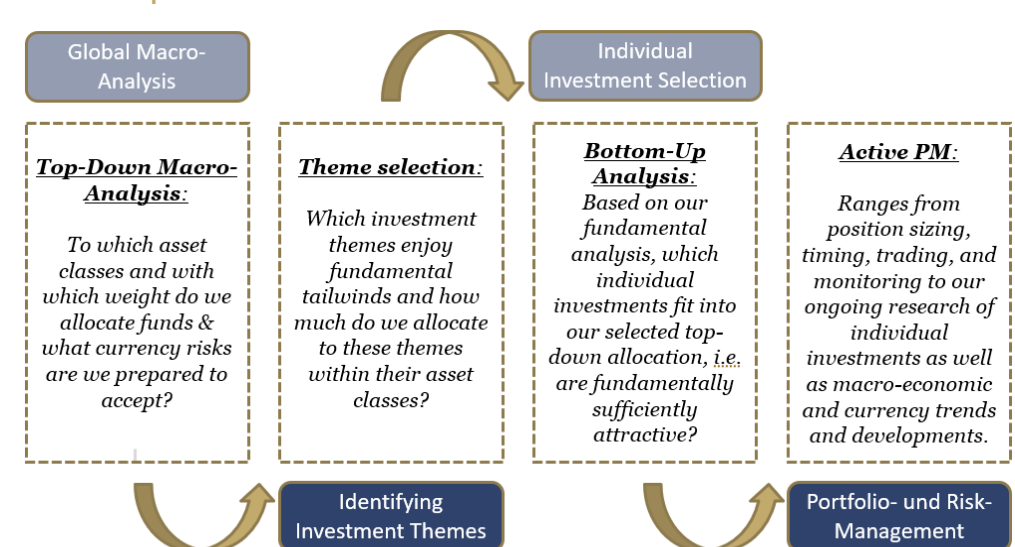 Global Macro-
Analysis
Individual
Investment Selection
Top-Down Macro-
Analysis:
To which asset
classes and with
which weight do we
allocate funds &
what currency risks
are we prepared to
accept?
Theme selection:
Which investment
themes enjoy
fundamental
tailwinds and how
much do we allocate
to these themes
within their asset
classes?
Bottom-Up
Analysis:
Based on our
fundamental
analysis, which
individual
investments fit into
our selected top-
down allocation, i.e.
are fundamentally
sufficiently
attractive?
Active PM:
Ranges from
position sizing,
timing, trading, and
monitoring to our
ongoing research of
individual
investments as well
as macro-economic
and currency trends
and developments.
Identifying
Investment Themes
Portfolio- und Risk-
Management